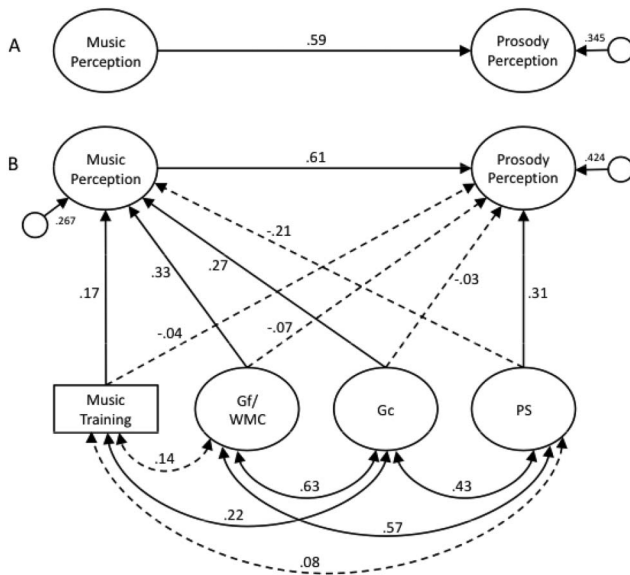 A
Music
Perception
.59
Prosody
Perception
.345
B
Music
Perception
.61
Prosody
Perception
.424
.267
-.21
.33
.27
-.03
.17
-.04
-.07
.31
Music
Training
Gf/
WMC
Gc
PS
.14
.63
.43
.22
.57
.08